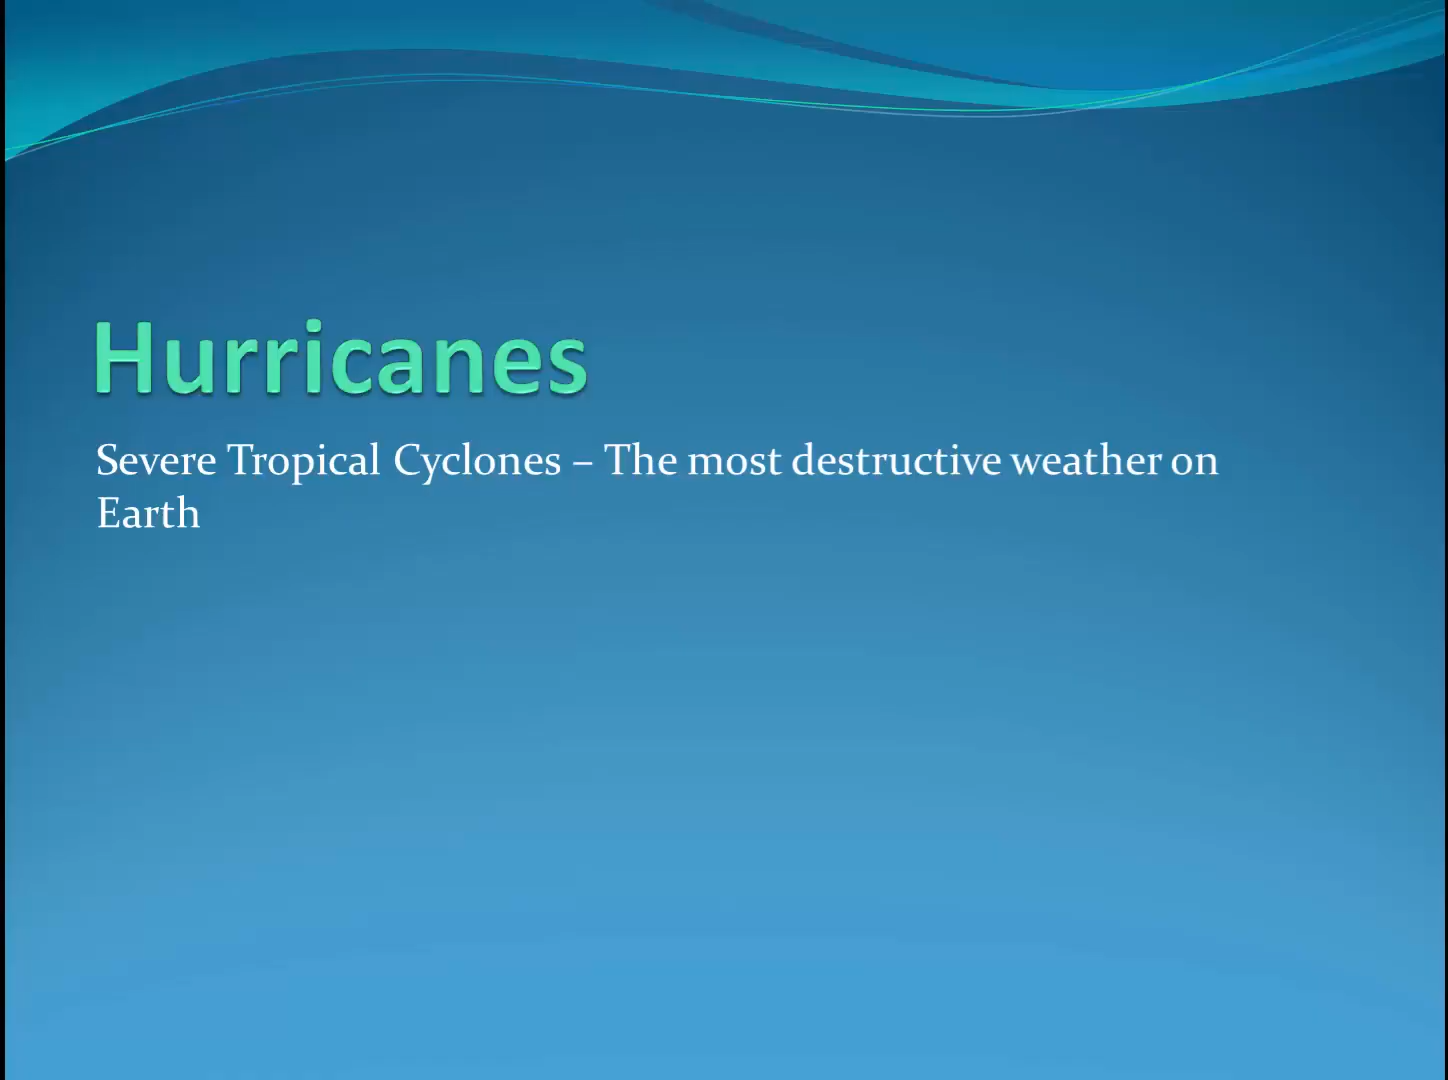 Hurricanes
Severe Tropical Cyclones – The most destructive weather on
Earth